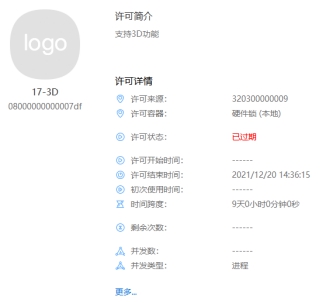 logo
17-3D
08000000000007df
许可简介
支持3D功能
许可详情
许可来源: 320300000009
许可容器: 硬件锁 (本地)
许可状态: 已过期
许可开始时间: ------
许可结束时间: 2021/12/20 14:36:15
初次使用时间: ------
时间跨度: 9天0小时0分钟0秒
剩余次数: ------
并发数: ------
并发类型: 进程
更多...